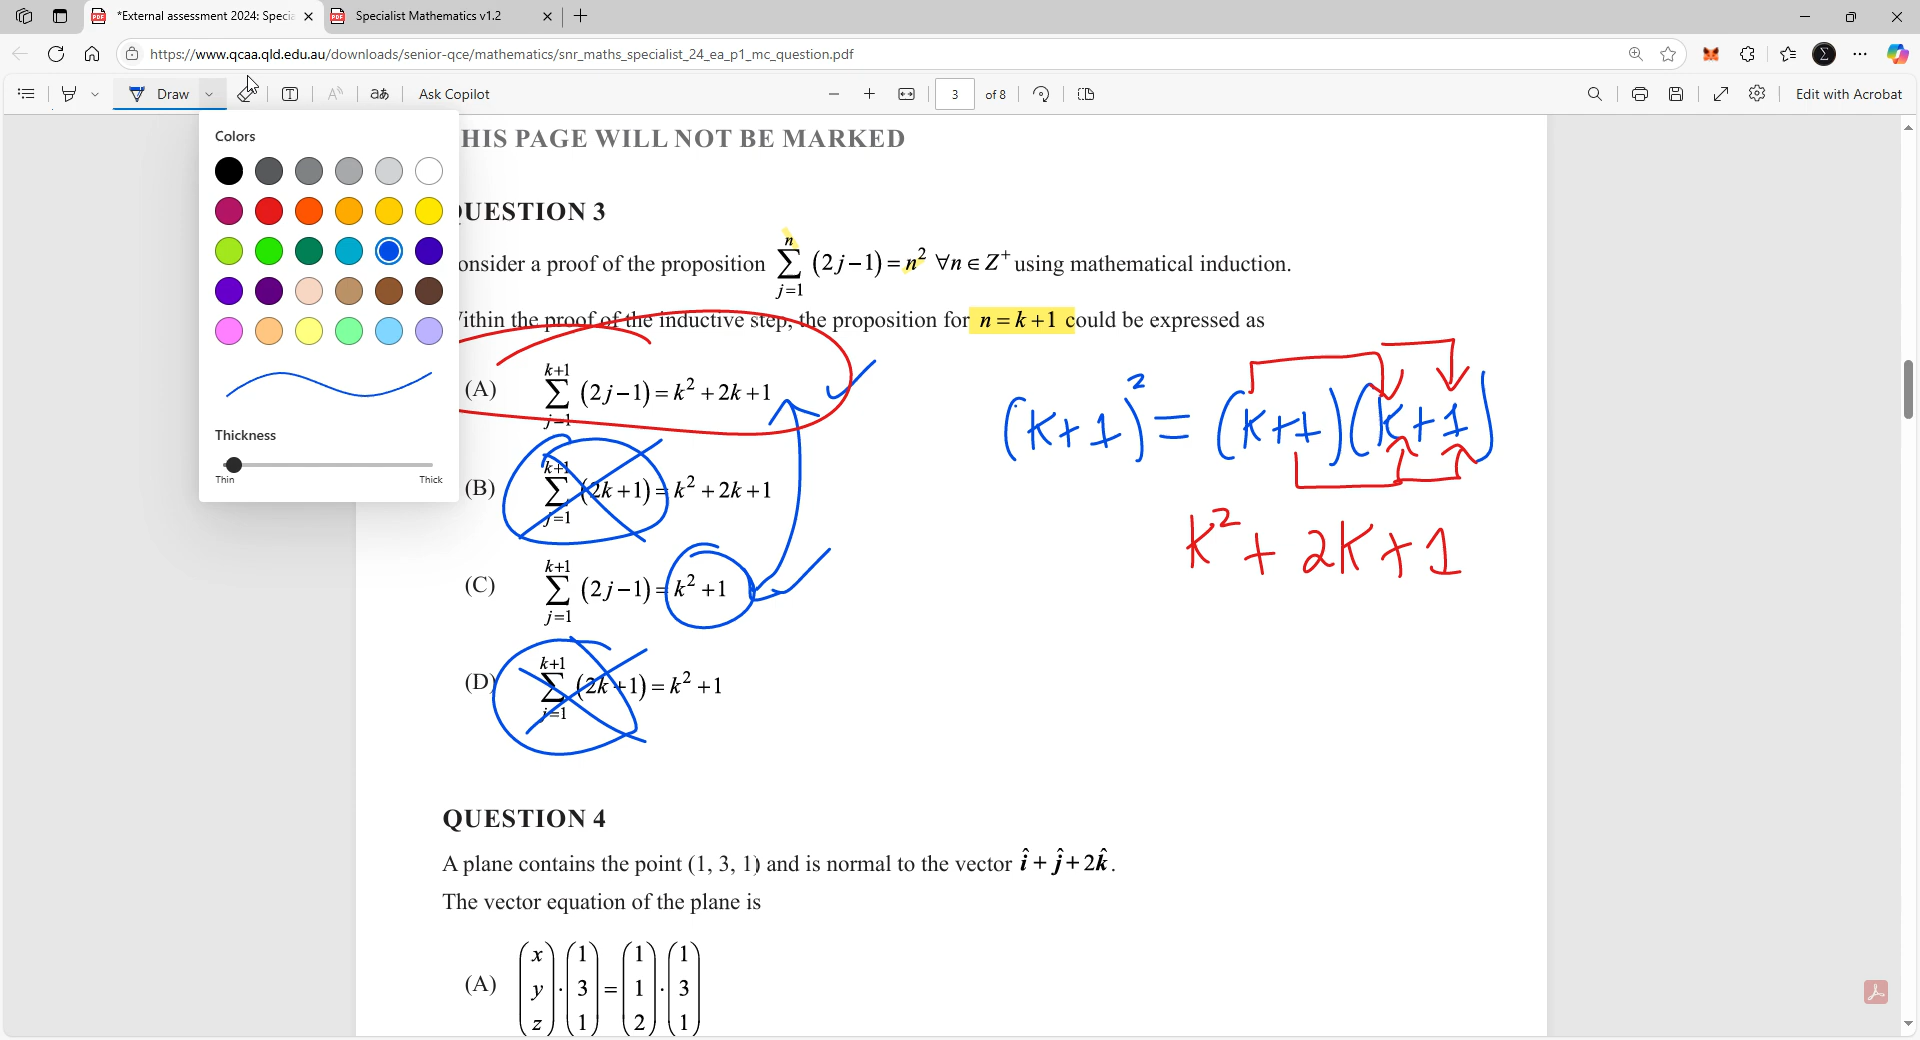 *External assessment 2024: Specia
Specialist Mathematics v1.2
https://www.qcaa.qld.edu.au/downloads/senior-qce/mathematics/snr_maths_specialist_24_ea_p1_mc_question.pdf
Draw
aあ
Ask Copilot
3 of 8
Edit with Acrobat
Colors
Thickness
Thin
Thick
HIS PAGE WILL NOT BE MARKED
UESTION 3
onsider a proof of the proposition ∑_{j=1}^{n} (2j−1) = n² ∀n ∈ Z⁺ using mathematical induction.
ithin the proof of the inductive step, the proposition for n = k+1 could be expressed as
(A) ∑_{j=1}^{k+1} (2j−1) = k² + 2k + 1
(B) ∑_{j=1}^{k+1} (2k+1) = k² + 2k + 1
(C) ∑_{j=1}^{k+1} (2j−1) = k² + 1
(D) ∑_{j=1}^{k+1} (2k+1) = k² + 1
(k+1)² = (k+1)(k+1)
k² + 2k + 1
QUESTION 4
A plane contains the point (1, 3, 1) and is normal to the vector î + ĵ + 2k̂.
The vector equation of the plane is
(A) (x y z) · (1 3 1) = (1 1 2) · (1 3 1)